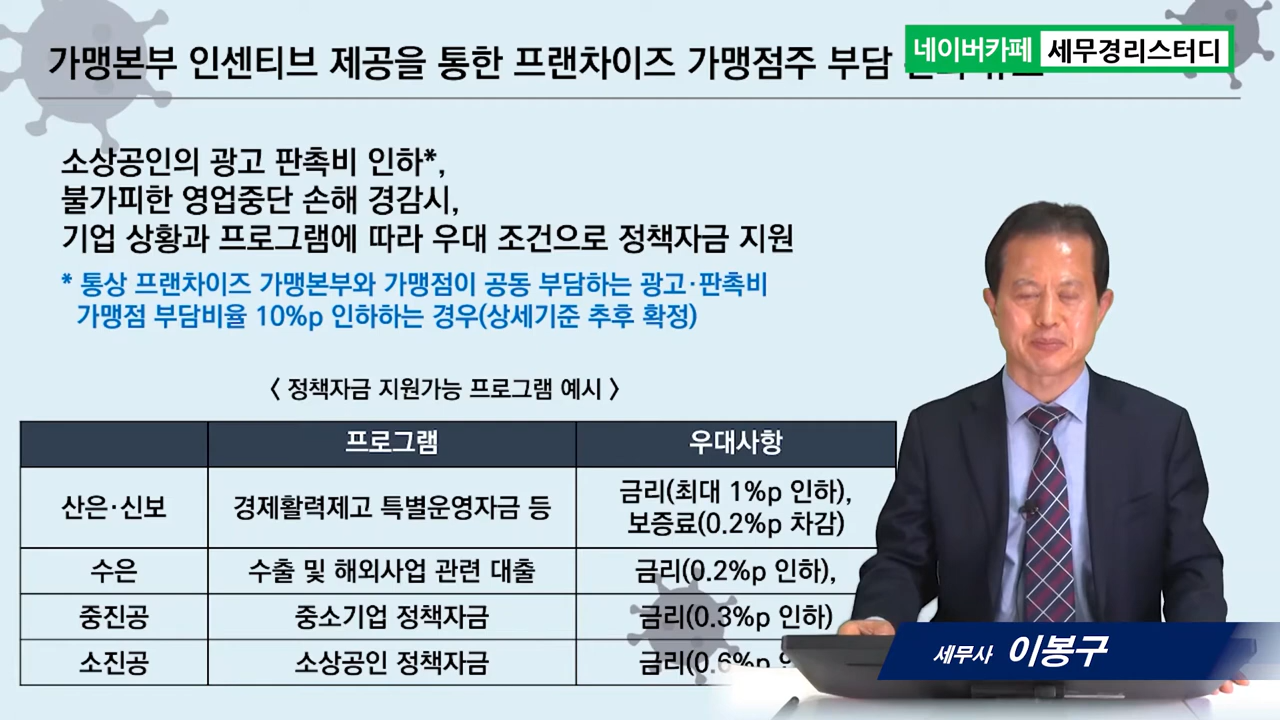 가맹본부 인센티브 제공을 통한 프랜차이즈 가맹점주 부담
네이버카페 세무경리스터디
소상공인의 광고 판촉비 인하*,
불가피한 영업중단 손해 경감시,
기업 상황과 프로그램에 따라 우대 조건으로 정책자금 지원
* 통상 프랜차이즈 가맹본부와 가맹점이 공동 부담하는 광고·판촉비
가맹점 부담비율 10%p 인하하는 경우(상세기준 추후 확정)
< 정책자금 지원가능 프로그램 예시 >
프로그램 우대사항
산은·신보 경제활력제고 특별운영자금 등 금리(최대 1%p 인하),
보증료(0.2%p 차감)
수은 수출 및 해외사업 관련 대출 금리(0.2%p 인하),
중진공 중소기업 정책자금 금리(0.3%p 인하)
소진공 소상공인 정책자금 금리(0.6%p
세무사 이봉구